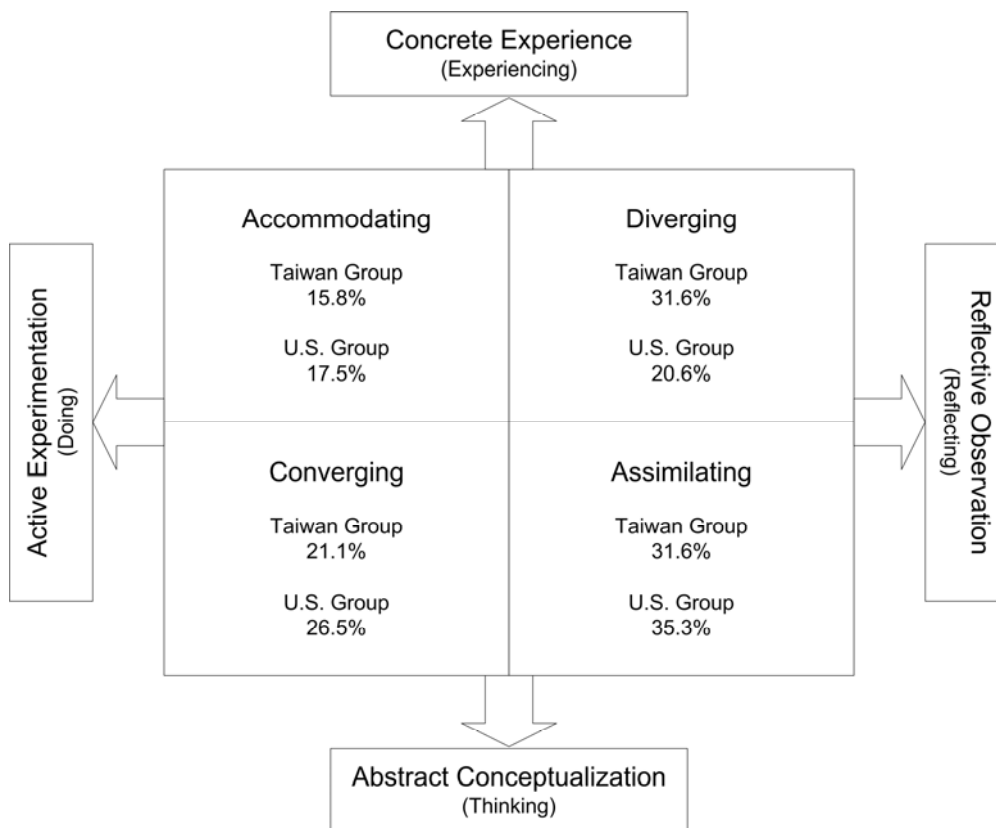 Concrete Experience
(Experiencing)
Accommodating
Taiwan Group
15.8%
U.S. Group
17.5%
Diverging
Taiwan Group
31.6%
U.S. Group
20.6%
Active Experimentation
(Doing)
Reflective Observation
(Reflecting)
Converging
Taiwan Group
21.1%
U.S. Group
26.5%
Assimilating
Taiwan Group
31.6%
U.S. Group
35.3%
Abstract Conceptualization
(Thinking)